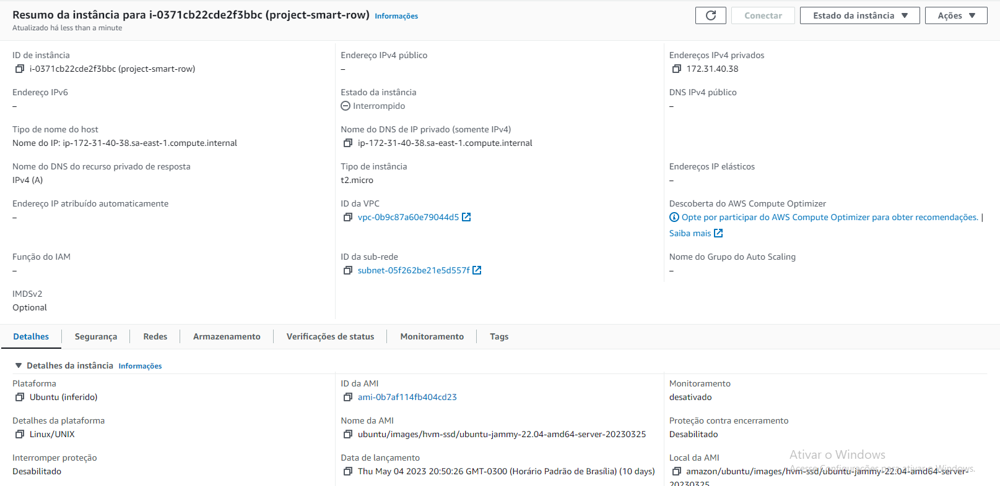 Resumo da instância para i-0371cb22cde2f3bbc (project-smart-row) Informações
Atualizado há less than a minute
Conectar
Estado da instância
Ações
ID de instância
i-0371cb22cde2f3bbc (project-smart-row)
Endereço IPv4 público
–
Endereços IPv4 privados
172.31.40.38
Endereço IPv6
–
Estado da instância
Interrompido
DNS IPv4 público
–
Tipo de nome do host
Nome do IP: ip-172-31-40-38.sa-east-1.compute.internal
Nome do DNS de IP privado (somente IPv4)
ip-172-31-40-38.sa-east-1.compute.internal
Nome do DNS do recurso privado de resposta
IPv4 (A)
Tipo de instância
t2.micro
Endereços IP elásticos
–
Endereço IP atribuído automaticamente
–
ID da VPC
vpc-0b9c87a60e79044d5
Descoberta do AWS Compute Optimizer
Opte por participar do AWS Compute Optimizer para obter recomendações. |
Saiba mais
Função do IAM
–
ID da sub-rede
subnet-05f262be21e5d557f
Nome do Grupo do Auto Scaling
–
IMDSv2
Optional
Detalhes
Segurança
Redes
Armazenamento
Verificações de status
Monitoramento
Tags
Detalhes da instância Informações
Plataforma
Ubuntu (inferido)
ID da AMI
ami-0b7af114fb404cd23
Monitoramento
desativado
Detalhes da plataforma
Linux/UNIX
Nome da AMI
ubuntu/images/hvm-ssd/ubuntu-jammy-22.04-amd64-server-20230325
Proteção contra encerramento
Desabilitado
Interromper proteção
Desabilitado
Data de lançamento
Thu May 04 2023 20:50:26 GMT-0300 (Horário Padrão de Brasília) (10 days)
Local da AMI
amazon/ubuntu/images/hvm-ssd/ubuntu-jammy-22.04-amd64-server-
20230325
Ativar o Windows
Acesse Configurações para ativar o Windows.